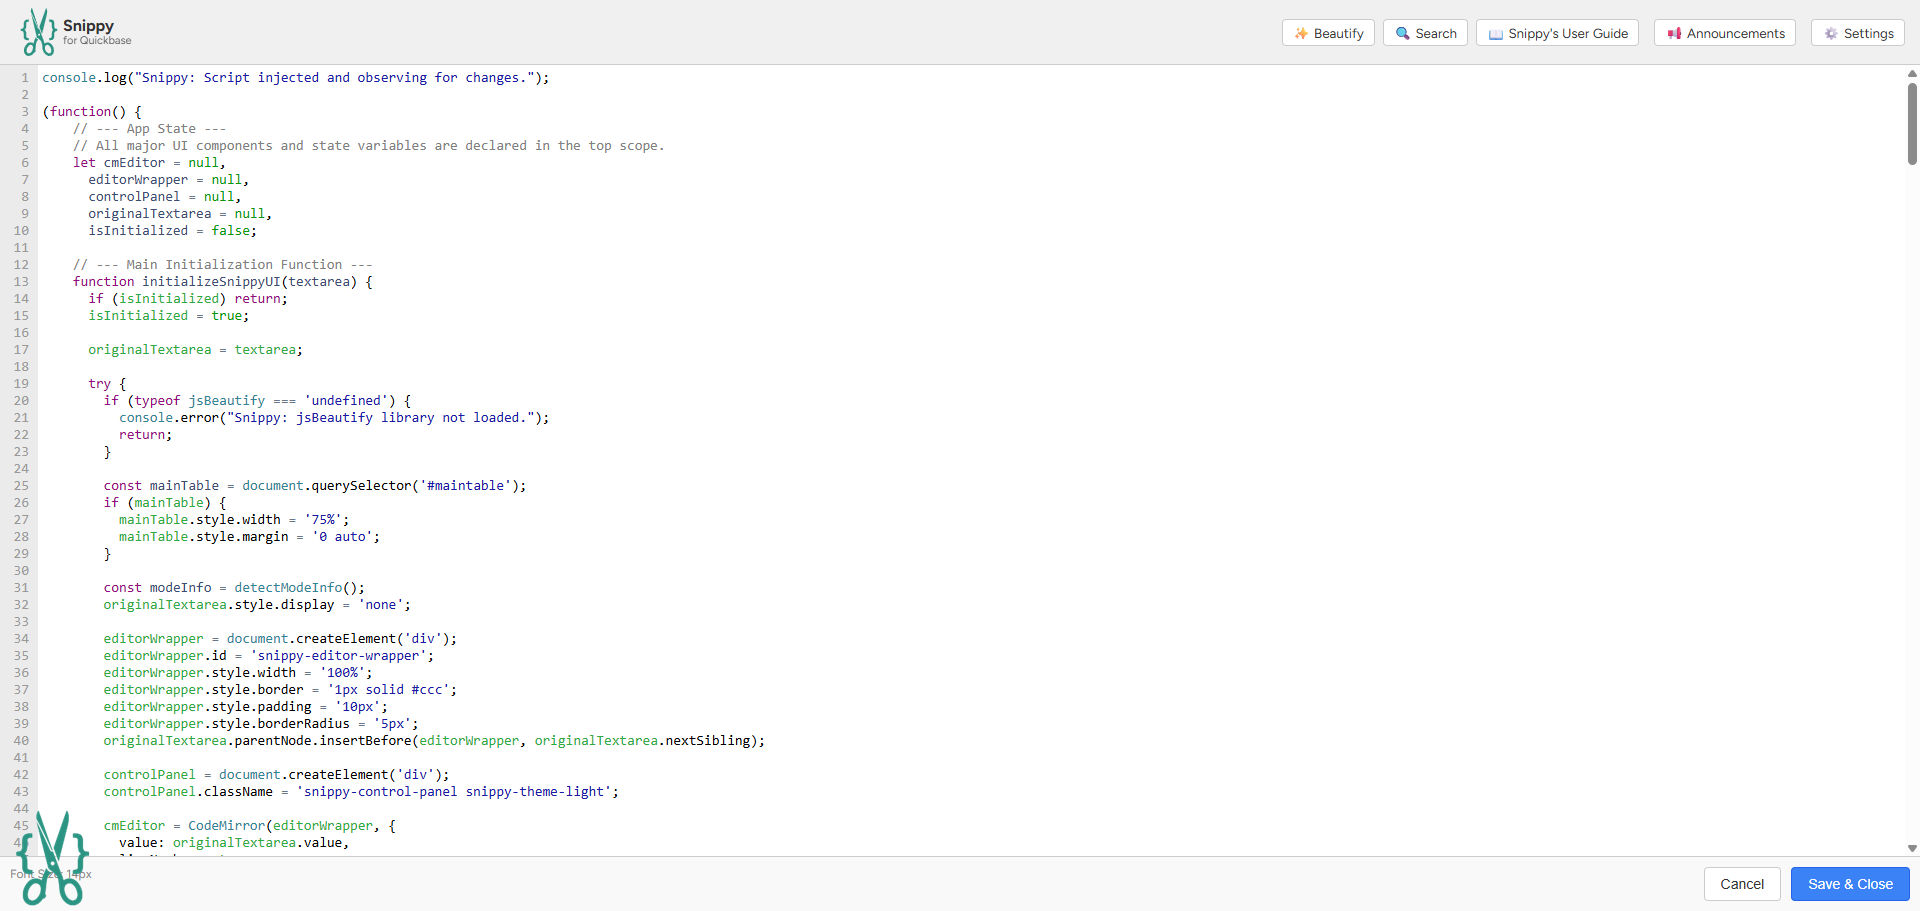 Snippy
for Quickbase
✨ Beautify
🔍 Search
📖 Snippy's User Guide
📢 Announcements
⚙️ Settings
1 console.log("Snippy: Script injected and observing for changes.");
2
3 (function() {
4     // --- App State ---
5     // All major UI components and state variables are declared in the top scope.
6     let cmEditor = null,
7       editorWrapper = null,
8       controlPanel = null,
9       originalTextarea = null,
10       isInitialized = false;
11
12     // --- Main Initialization Function ---
13     function initializeSnippyUI(textarea) {
14       if (isInitialized) return;
15       isInitialized = true;
16
17       originalTextarea = textarea;
18
19       try {
20         if (typeof jsBeautify === 'undefined') {
21           console.error("Snippy: jsBeautify library not loaded.");
22           return;
23         }
24
25         const mainTable = document.querySelector('#maintable');
26         if (mainTable) {
27           mainTable.style.width = '75%';
28           mainTable.style.margin = '0 auto';
29         }
30
31         const modeInfo = detectModeInfo();
32         originalTextarea.style.display = 'none';
33
34         editorWrapper = document.createElement('div');
35         editorWrapper.id = 'snippy-editor-wrapper';
36         editorWrapper.style.width = '100%';
37         editorWrapper.style.border = '1px solid #ccc';
38         editorWrapper.style.padding = '10px';
39         editorWrapper.style.borderRadius = '5px';
40         originalTextarea.parentNode.insertBefore(editorWrapper, originalTextarea.nextSibling);
41
42         controlPanel = document.createElement('div');
43         controlPanel.className = 'snippy-control-panel snippy-theme-light';
44
45         cmEditor = CodeMirror(editorWrapper, {
          value: originalTextarea.value,
Font Size: 14px
Cancel
Save & Close